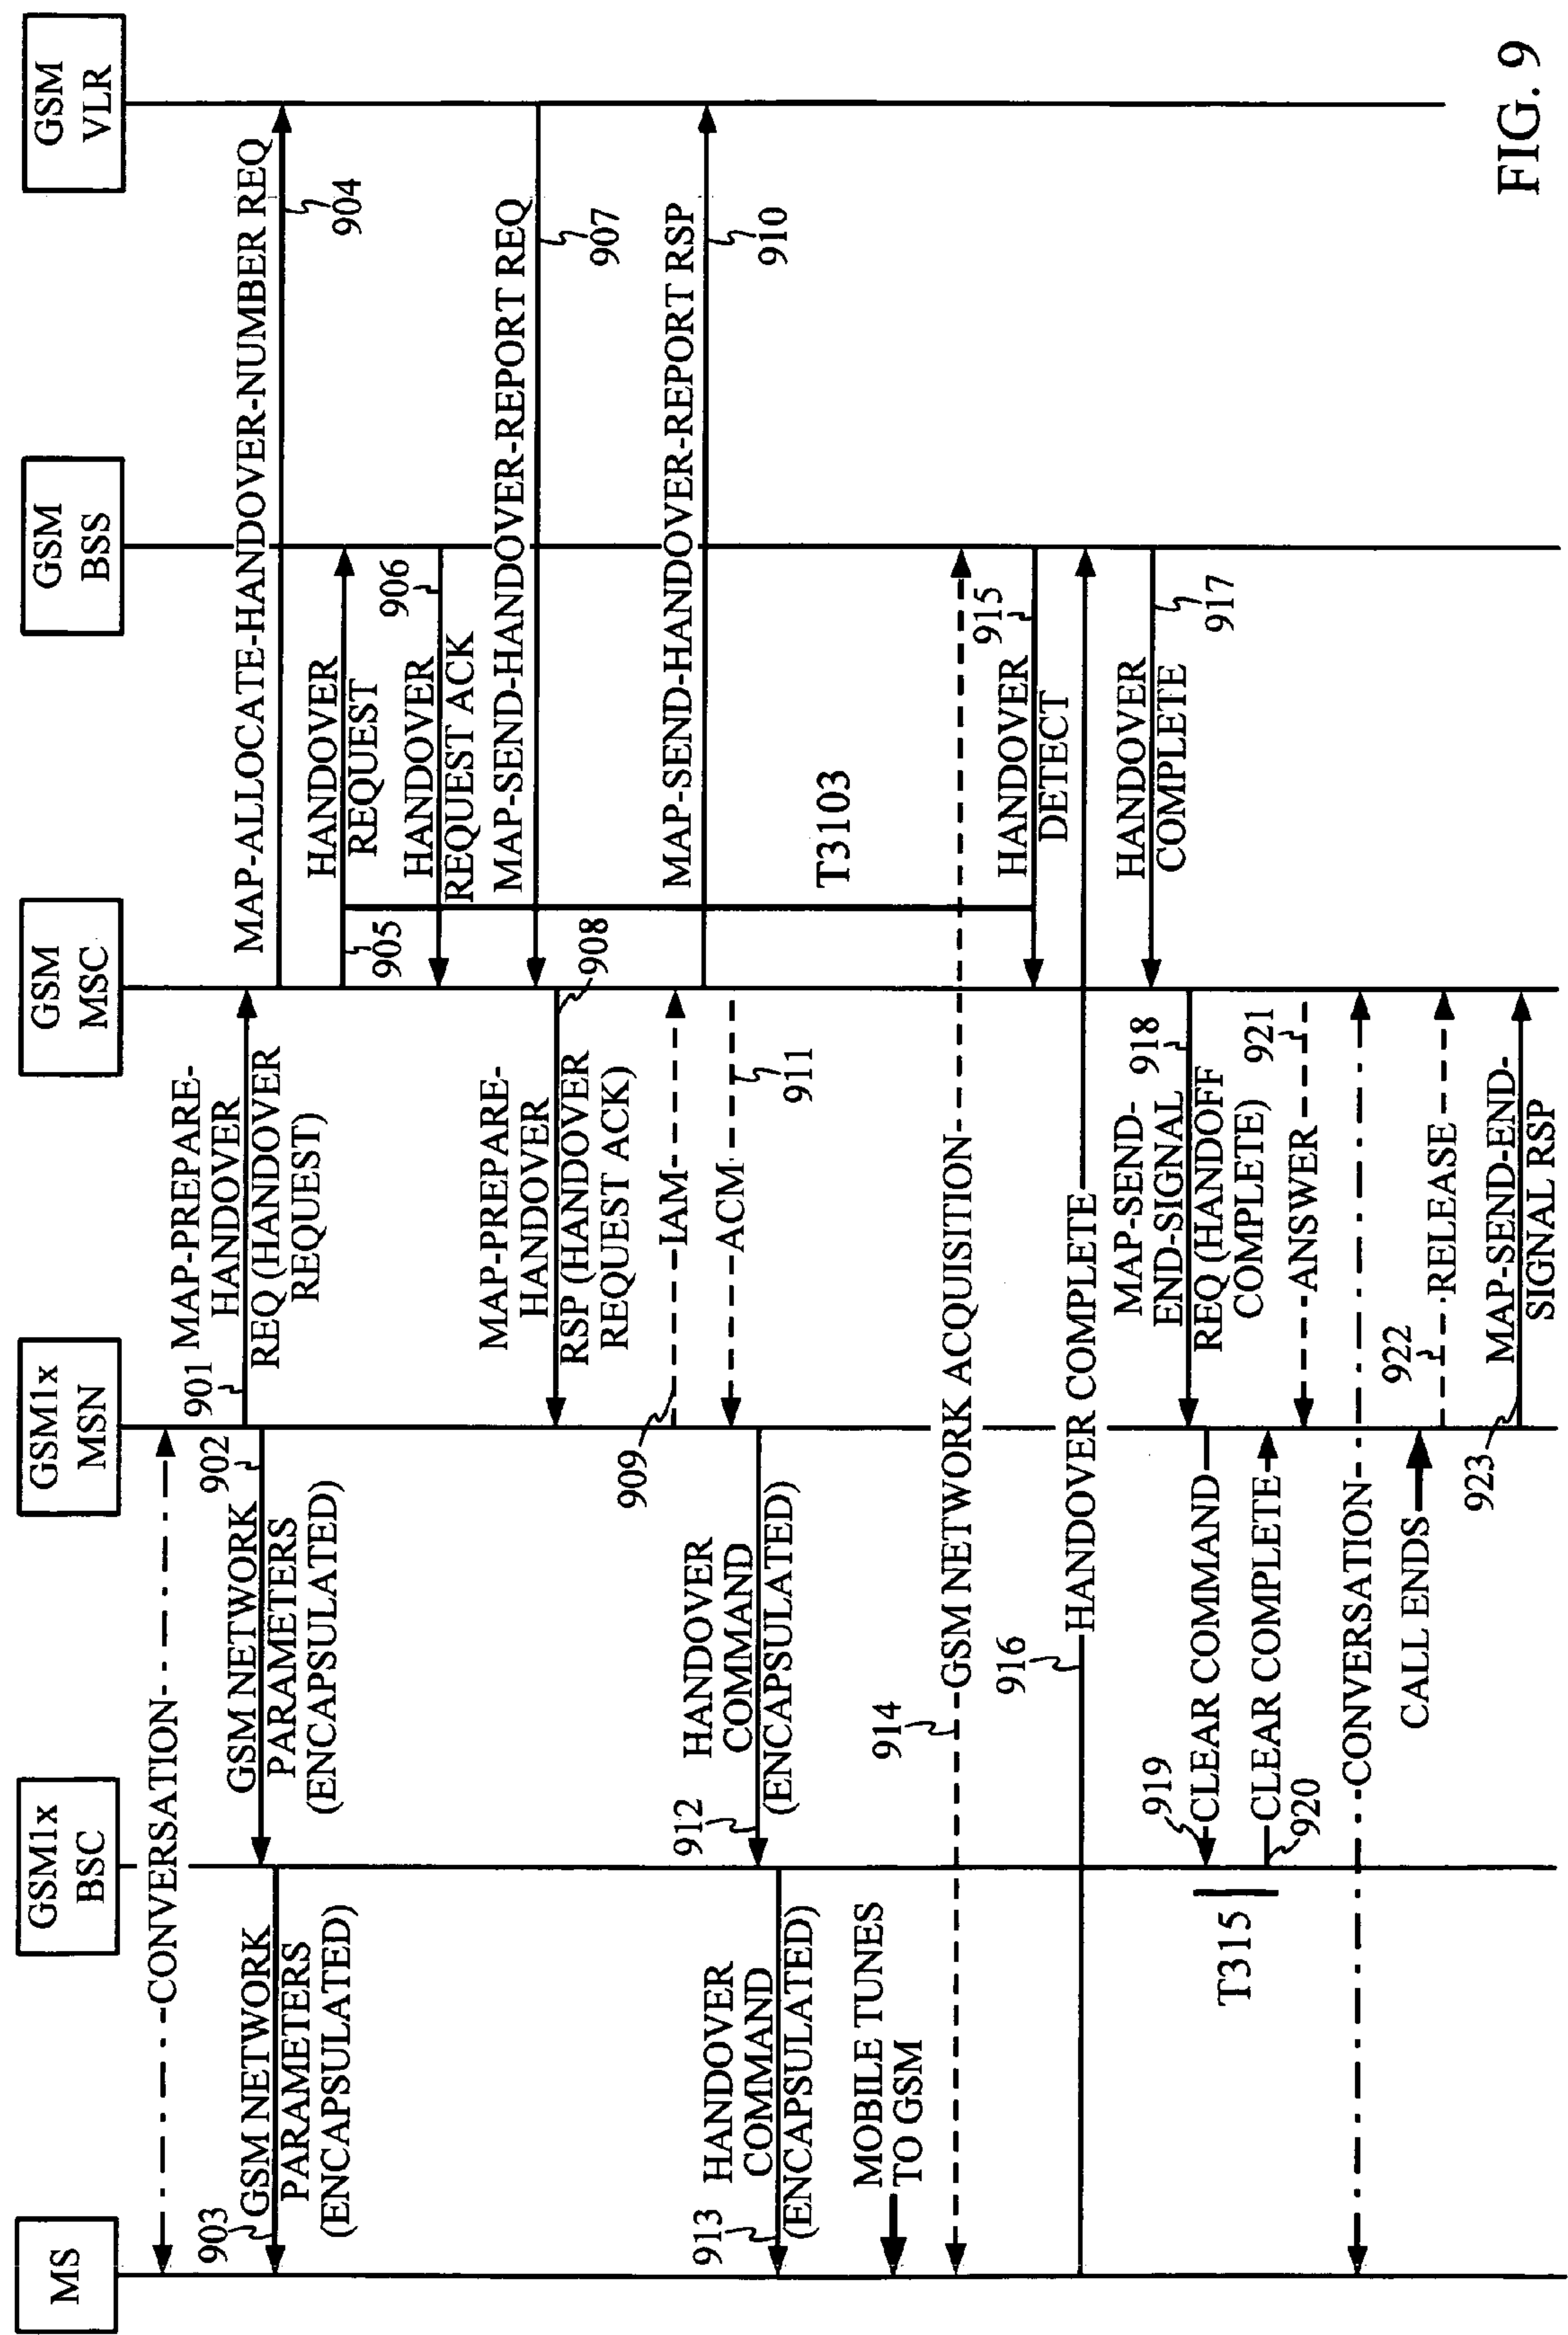 MS
GSM1x
BSC
GSM1x
MSN
GSM
MSC
GSM
BSS
GSM
VLR
CONVERSATION
901
MAP-PREPARE-
HANDOVER
REQ (HANDOVER
REQUEST)
902
GSM NETWORK
PARAMETERS
(ENCAPSULATED)
903
GSM NETWORK
PARAMETERS
(ENCAPSULATED)
MAP-ALLOCATE-HANDOVER-NUMBER REQ
904
HANDOVER
REQUEST
905
906
HANDOVER
REQUEST ACK
MAP-SEND-HANDOVER-REPORT REQ
907
MAP-PREPARE-
HANDOVER
RSP (HANDOVER
REQUEST ACK)
908
IAM
909
MAP-SEND-HANDOVER-REPORT RSP
910
ACM
911
HANDOVER
COMMAND
(ENCAPSULATED)
912
HANDOVER
COMMAND
(ENCAPSULATED)
913
T3103
MOBILE TUNES
TO GSM
914
GSM NETWORK ACQUISITION
915
HANDOVER
DETECT
916
HANDOVER COMPLETE
HANDOVER
COMPLETE
917
MAP-SEND-
END-SIGNAL
REQ (HANDOFF
COMPLETE)
918
919
CLEAR COMMAND
CLEAR COMPLETE
920
T315
921
ANSWER
CONVERSATION
CALL ENDS
922
RELEASE
923
MAP-SEND-END-
SIGNAL RSP
FIG. 9